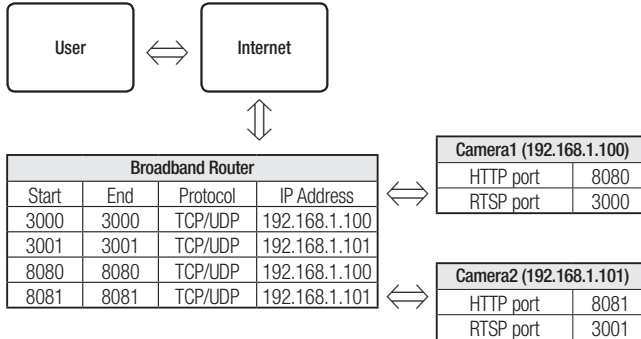 User
Internet
Broadband Router
Start End Protocol IP Address
3000 3000 TCP/UDP 192.168.1.100
3001 3001 TCP/UDP 192.168.1.101
8080 8080 TCP/UDP 192.168.1.100
8081 8081 TCP/UDP 192.168.1.101
Camera1 (192.168.1.100)
HTTP port 8080
RTSP port 3000
Camera2 (192.168.1.101)
HTTP port 8081
RTSP port 3001